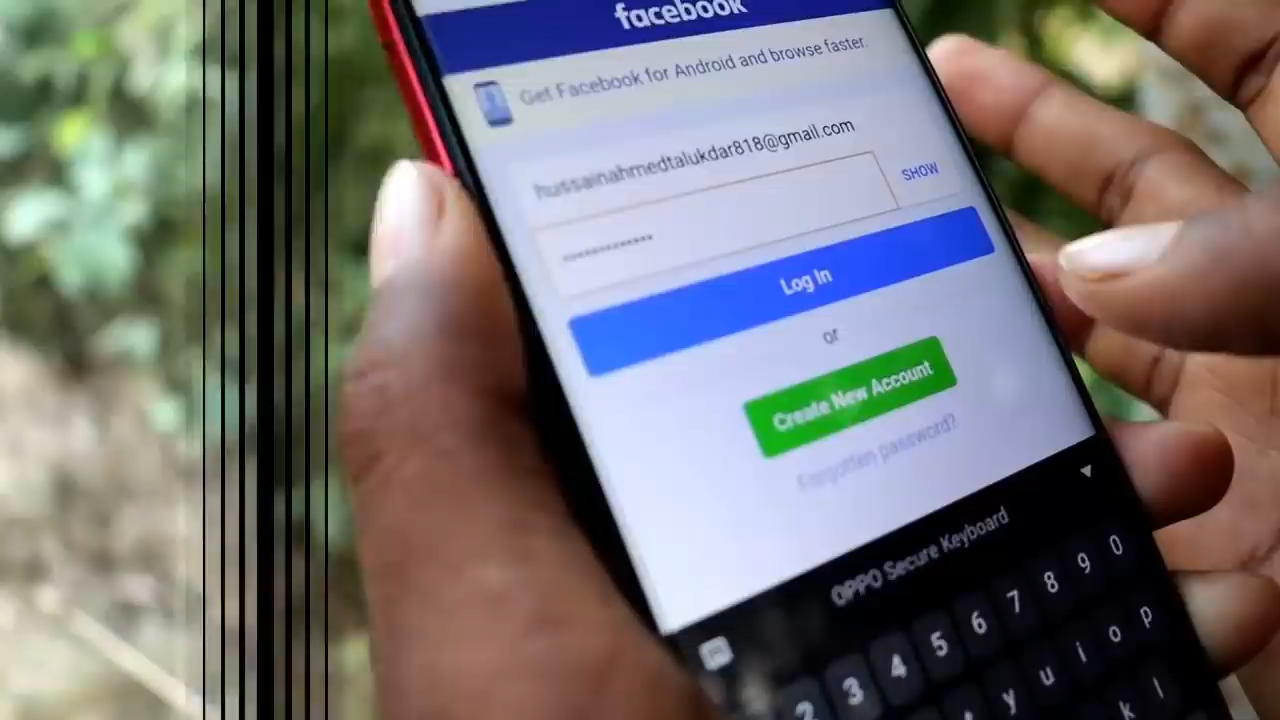 facebook
Get Facebook for Android and browse faster.
hussainahmedtalukdar818@gmail.com
SHOW
Log In
or
Create New Account
Forgotten password?
OPPO Secure Keyboard
2 3 4 5 6 7 8 9 0
y u i o p
k l